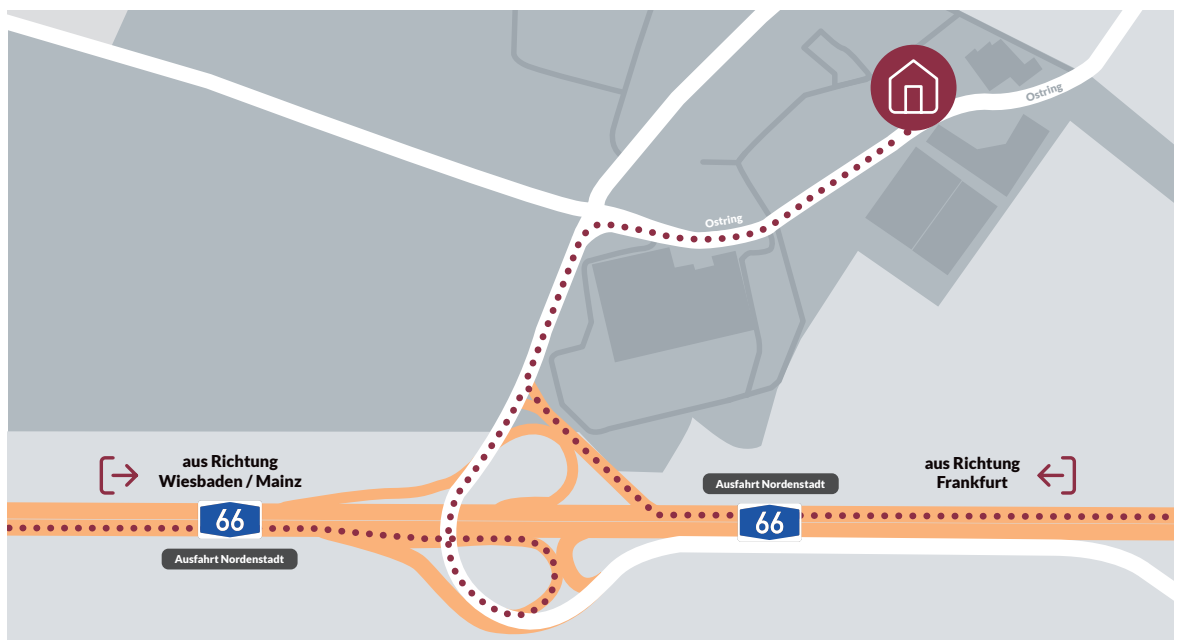 Ostring
Ostring
aus Richtung
Wiesbaden / Mainz
66
Ausfahrt Nordenstadt
Ausfahrt Nordenstadt
66
aus Richtung
Frankfurt